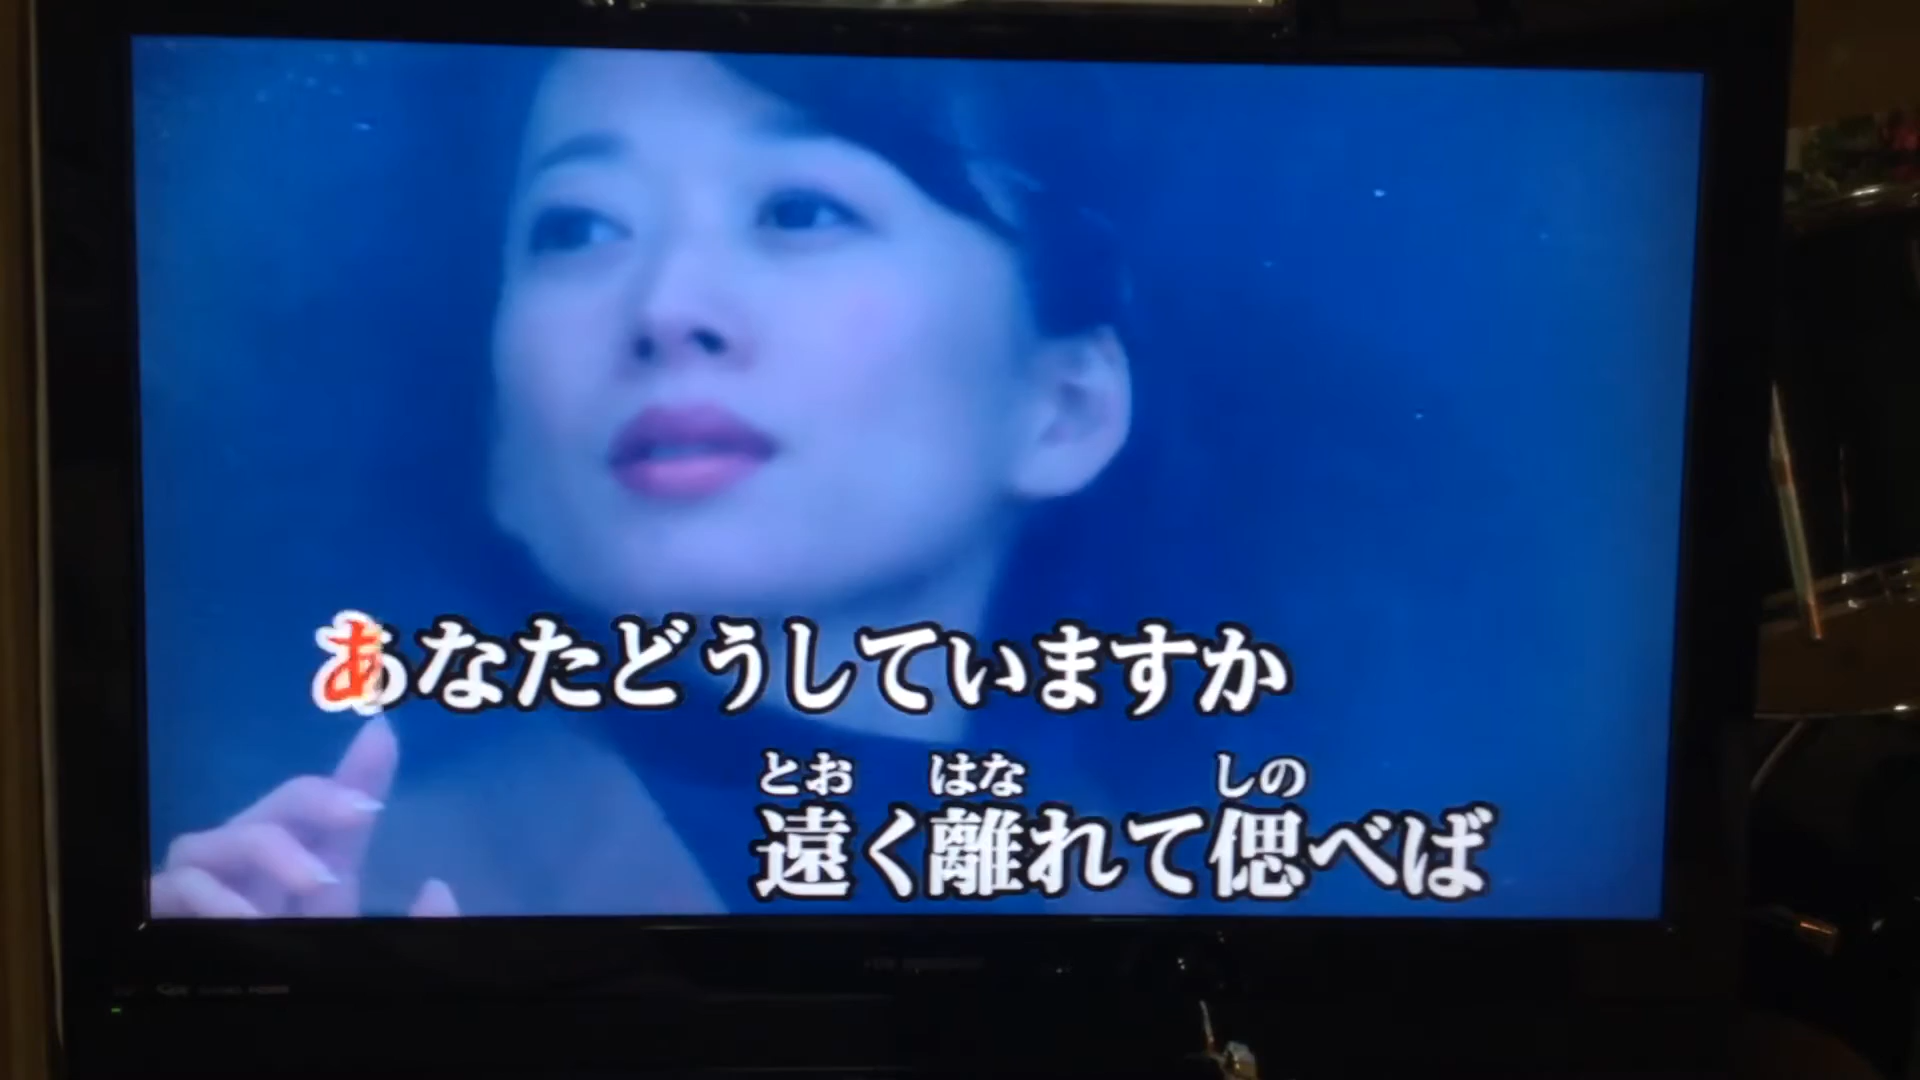 あなたどうしていますか
とお はな しの
遠く離れて偲べば